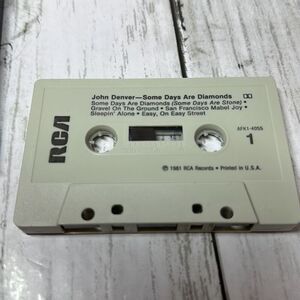 John Denver—Some Days Are Diamonds
Some Days Are Diamonds (Some Days Are Stone) •
Gravel On The Ground • San Francisco Mabel Joy •
Sleepin' Alone • Easy, On Easy Street
RCA
AFK1-4055
1
℗ 1981 RCA Records • Printed in U.S.A.